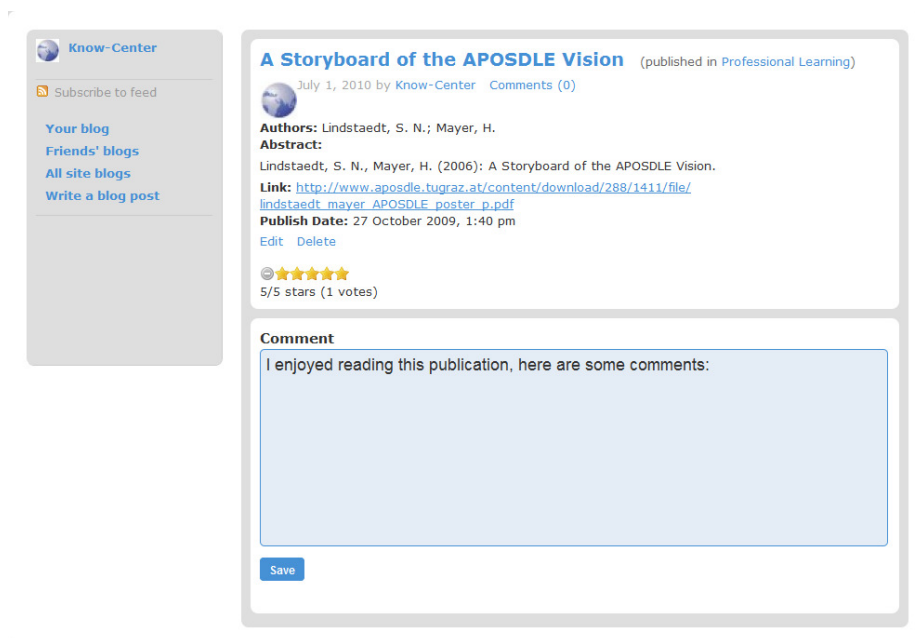 Know-Center
Subscribe to feed
Your blog
Friends' blogs
All site blogs
Write a blog post
A Storyboard of the APOSDLE Vision (published in Professional Learning)
July 1, 2010 by Know-Center Comments (0)
Authors: Lindstaedt, S. N.; Mayer, H.
Abstract:
Lindstaedt, S. N., Mayer, H. (2006): A Storyboard of the APOSDLE Vision.
Link: http://www.aposdle.tugraz.at/content/download/288/1411/file/
lindstaedt_mayer_APOSDLE_poster_p.pdf
Publish Date: 27 October 2009, 1:40 pm
Edit Delete
5/5 stars (1 votes)
Comment
I enjoyed reading this publication, here are some comments:
Save